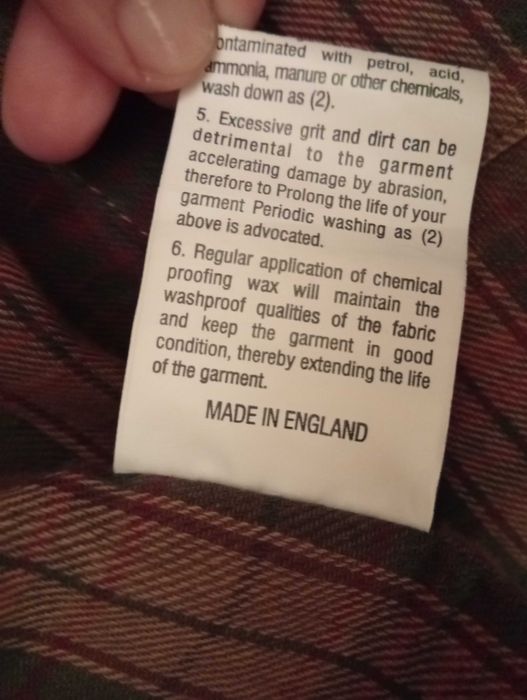 ontaminated with petrol, acid,
ammonia, manure or other chemicals,
wash down as (2).
5. Excessive grit and dirt can be
detrimental to the garment
accelerating damage by abrasion,
therefore to Prolong the life of your
garment Periodic washing as (2)
above is advocated.
6. Regular application of chemical
proofing wax will maintain the
washproof qualities of the fabric
and keep the garment in good
condition, thereby extending the life
of the garment.
MADE IN ENGLAND